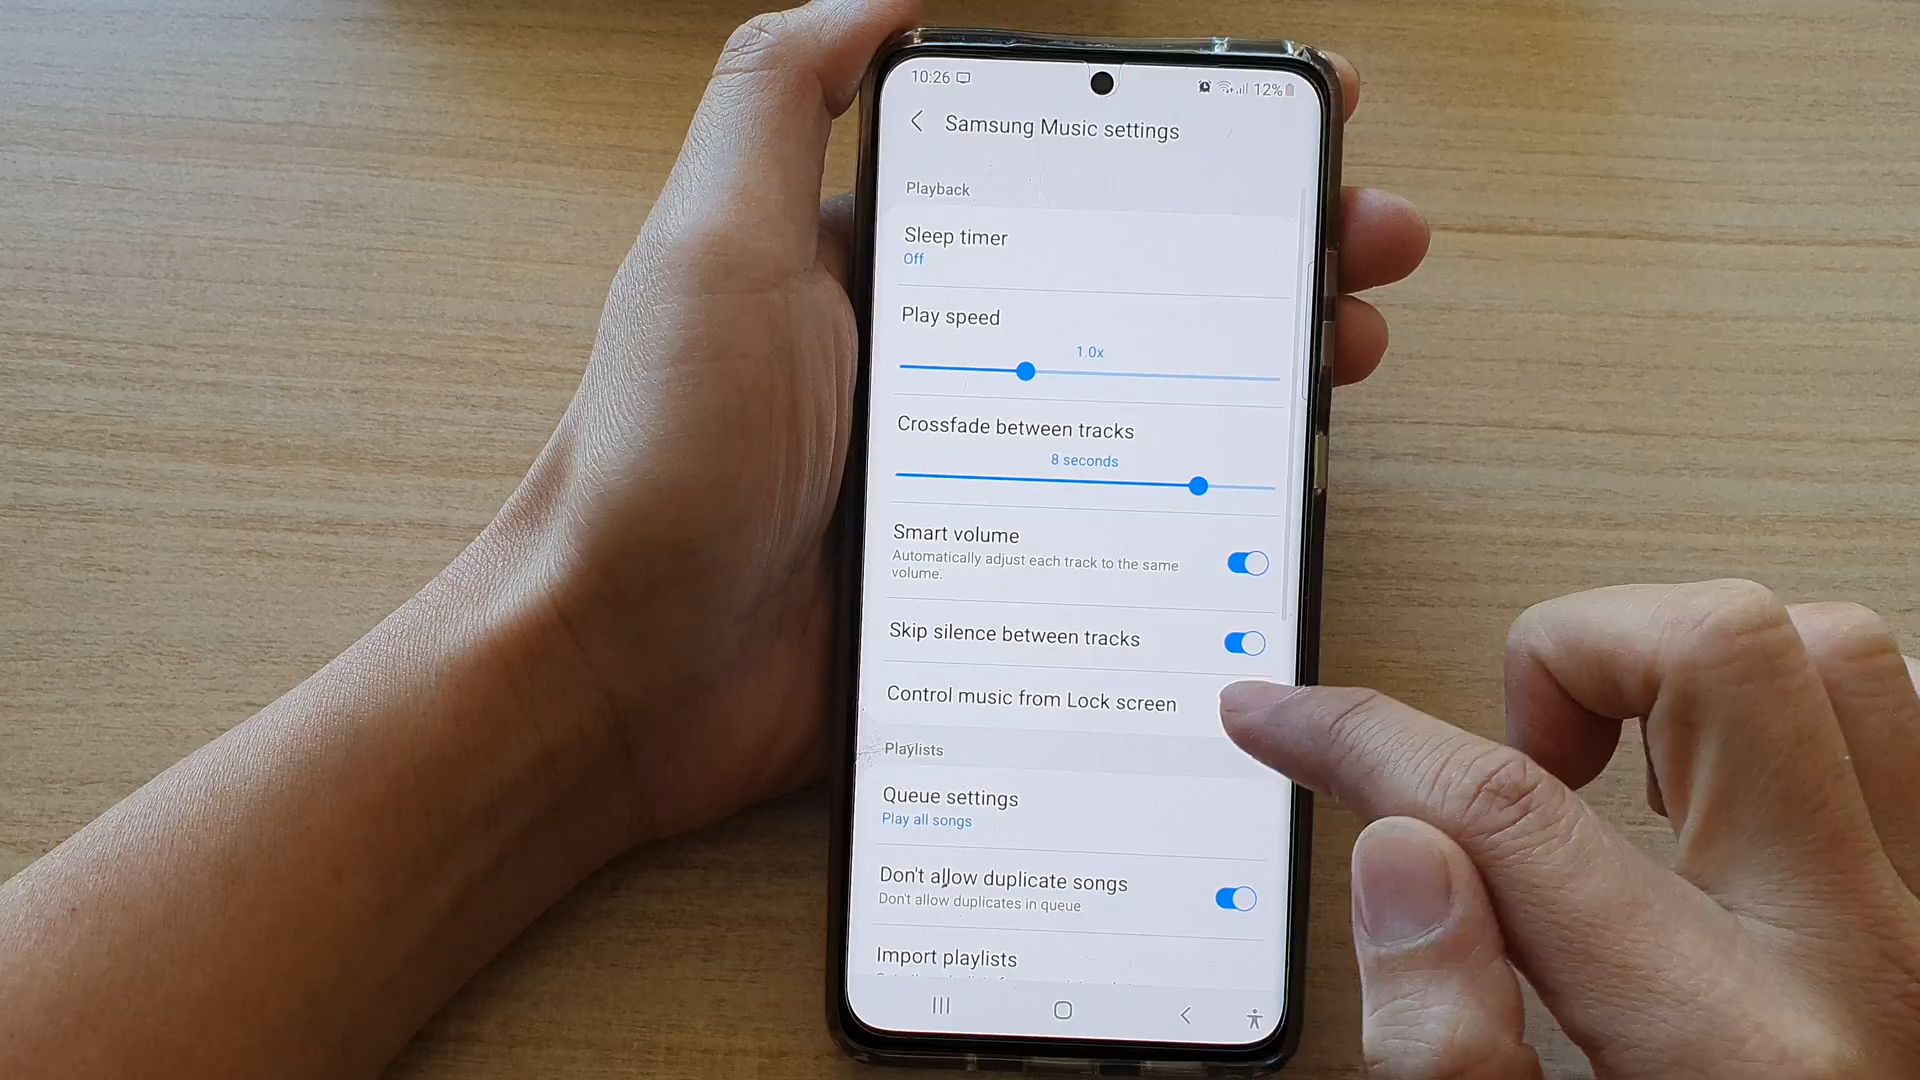 10:26
12%
Samsung Music settings
Playback
Sleep timer
Off
Play speed
1.0x
Crossfade between tracks
8 seconds
Smart volume
Automatically adjust each track to the same
volume.
Skip silence between tracks
Control music from Lock screen
Playlists
Queue settings
Play all songs
Don't allow duplicate songs
Don't allow duplicates in queue
Import playlists